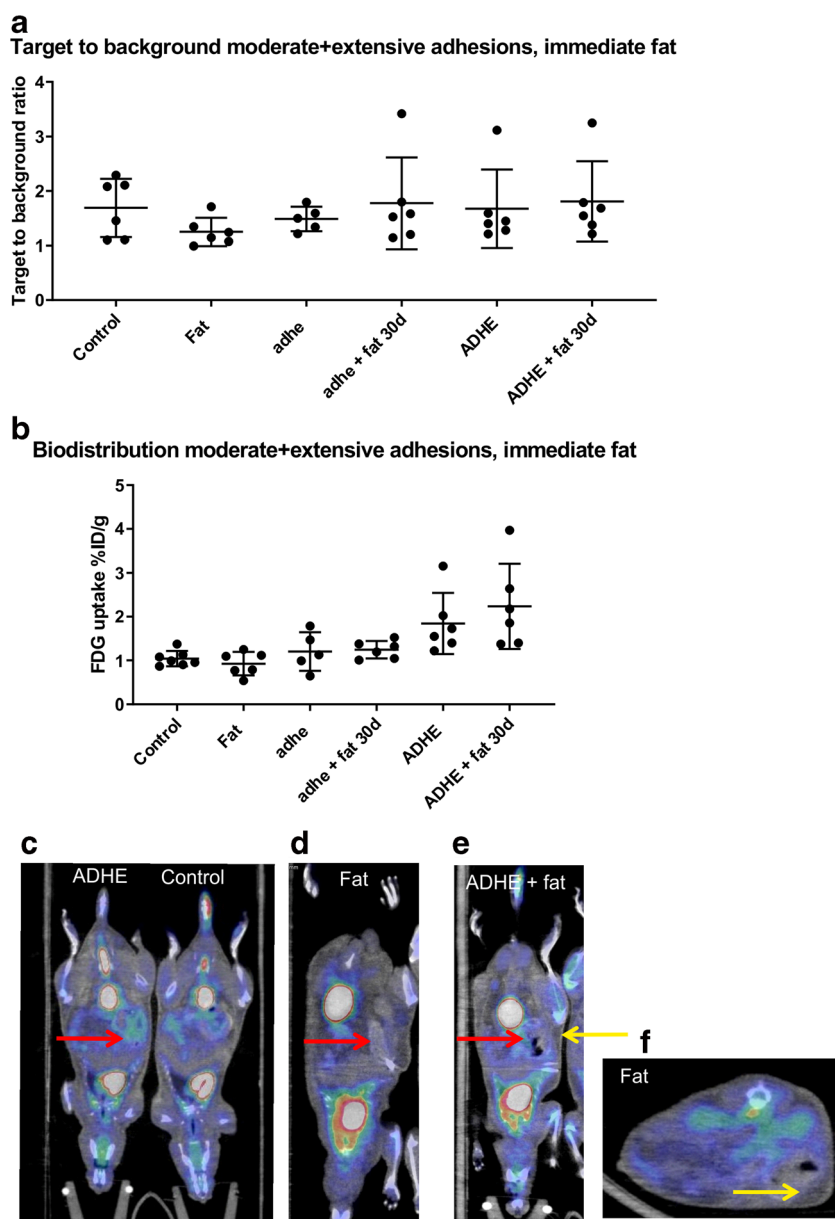 a
Target to background moderate+extensive adhesions, immediate fat
Target to background ratio
4
3
2
1
0
Control
Fat
adhe
adhe + fat 30d
ADHE
ADHE + fat 30d
b
Biodistribution moderate+extensive adhesions, immediate fat
FDG uptake %ID/g
5
4
3
2
1
0
Control
Fat
adhe
adhe + fat 30d
ADHE
ADHE + fat 30d
c
ADHE Control
d
Fat
e
ADHE + fat
f
Fat